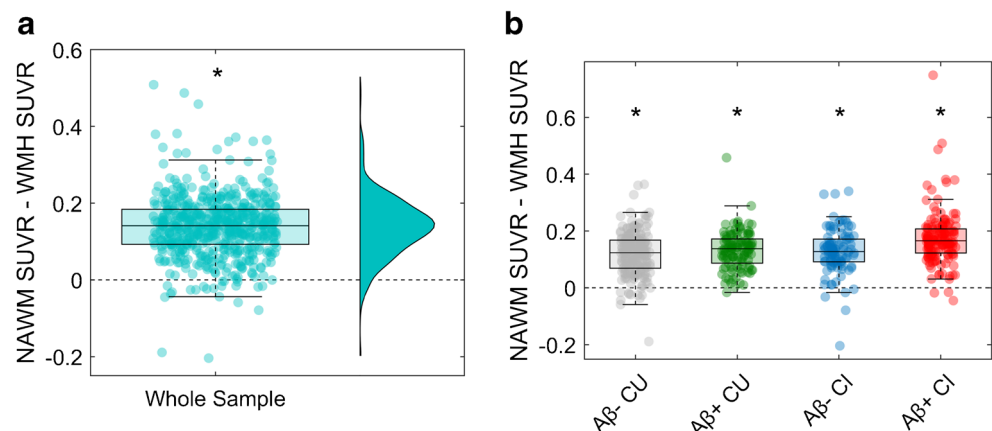 a
NAWM SUVR - WMH SUVR
0.6
0.4
0.2
0
-0.2
*
Whole Sample
b
NAWM SUVR - WMH SUVR
0.6
0.4
0.2
0
-0.2
* * * *
Aβ- CU
Aβ+ CU
Aβ- CI
Aβ+ CI